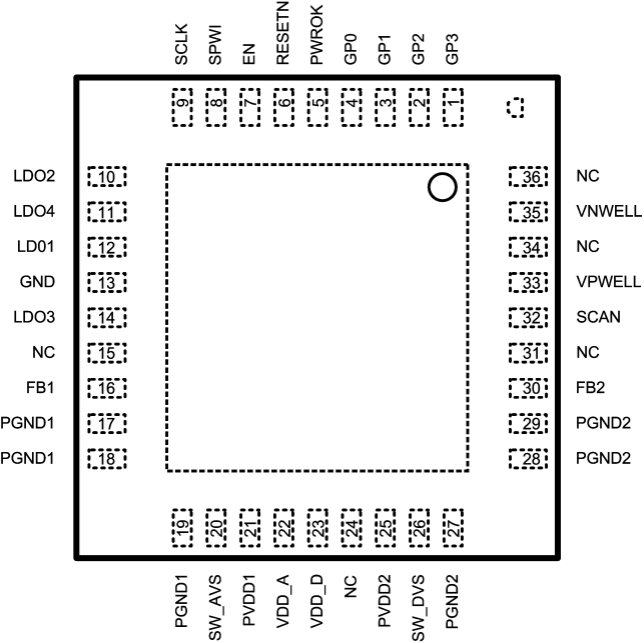 SCLK SPWI EN RESETN PWROK GP0 GP1 GP2 GP3
9 8 7 6 5 4 3 2 1
LDO2 10 36 NC
LDO4 11 35 VNWELL
LD01 12 34 NC
GND 13 33 VPWELL
LDO3 14 32 SCAN
NC 15 31 NC
FB1 16 30 FB2
PGND1 17 29 PGND2
PGND1 18 28 PGND2
19 20 21 22 23 24 25 26 27
PGND1 SW_AVS PVDD1 VDD_A VDD_D NC PVDD2 SW_DVS PGND2